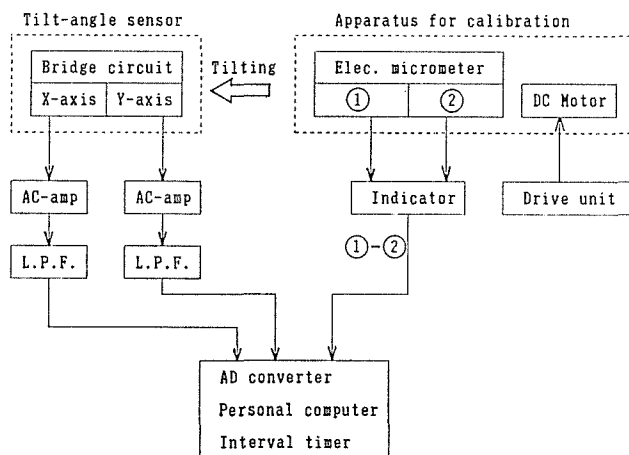 Tilt-angle sensor
Apparatus for calibration
Bridge circuit
X-axis
Y-axis
Tilting
Elec. micrometer
①
②
DC Motor
AC-amp
AC-amp
Indicator
Drive unit
L.P.F.
L.P.F.
①-②
AD converter
Personal computer
Interval timer